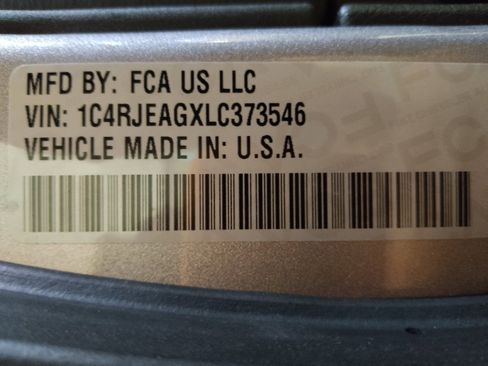 MFD BY: FCA US LLC
VIN: 1C4RJEAGXLC373546
VEHICLE MADE IN: U.S.A.